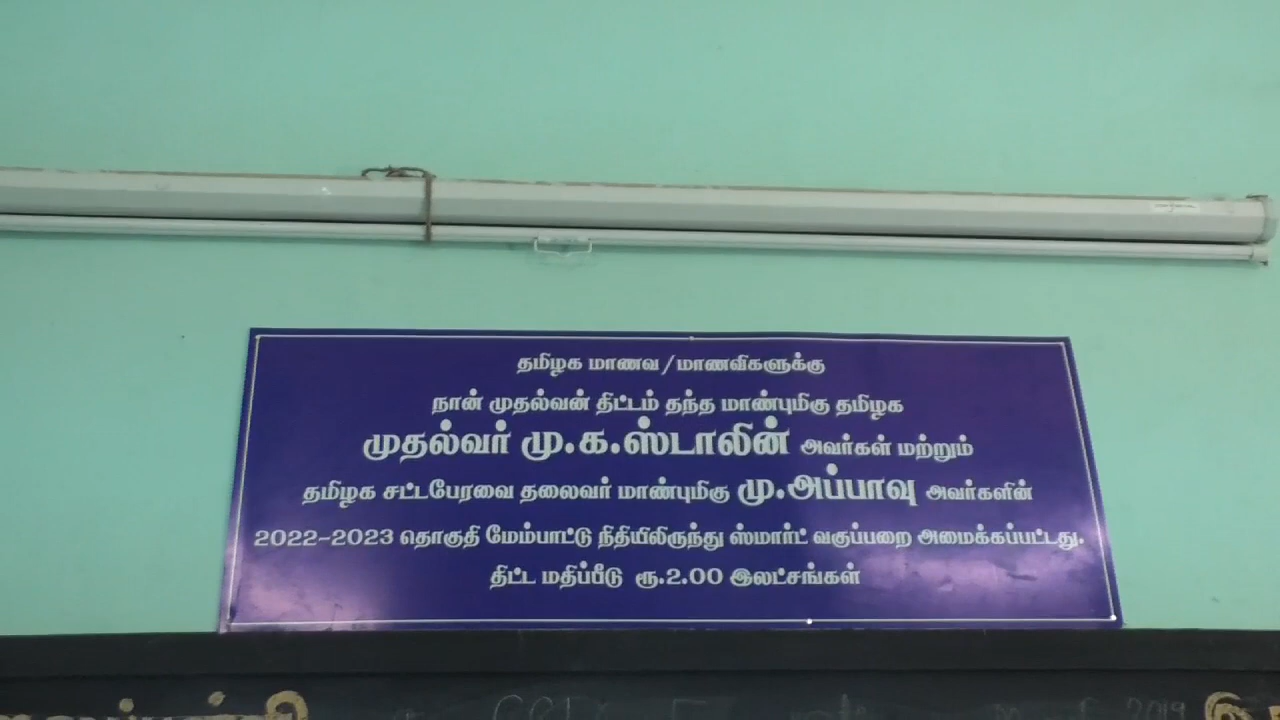 தமிழக மாணவ/மாணவிகளுக்கு
நான் முதல்வன் திட்டம் தந்த மாண்புமிகு தமிழக
முதல்வர் மு.க.ஸ்டாலின் அவர்கள் மற்றும்
தமிழக சட்டபேரவை தலைவர் மாண்புமிகு மு.அப்பாவு அவர்களின்
2022-2023 தொகுதி மேம்பாட்டு நிதியிலிருந்து ஸ்மார்ட் வகுப்பறை அமைக்கப்பட்டது.
திட்ட மதிப்பீடு ரூ.2.00 இலட்சங்கள்
2019